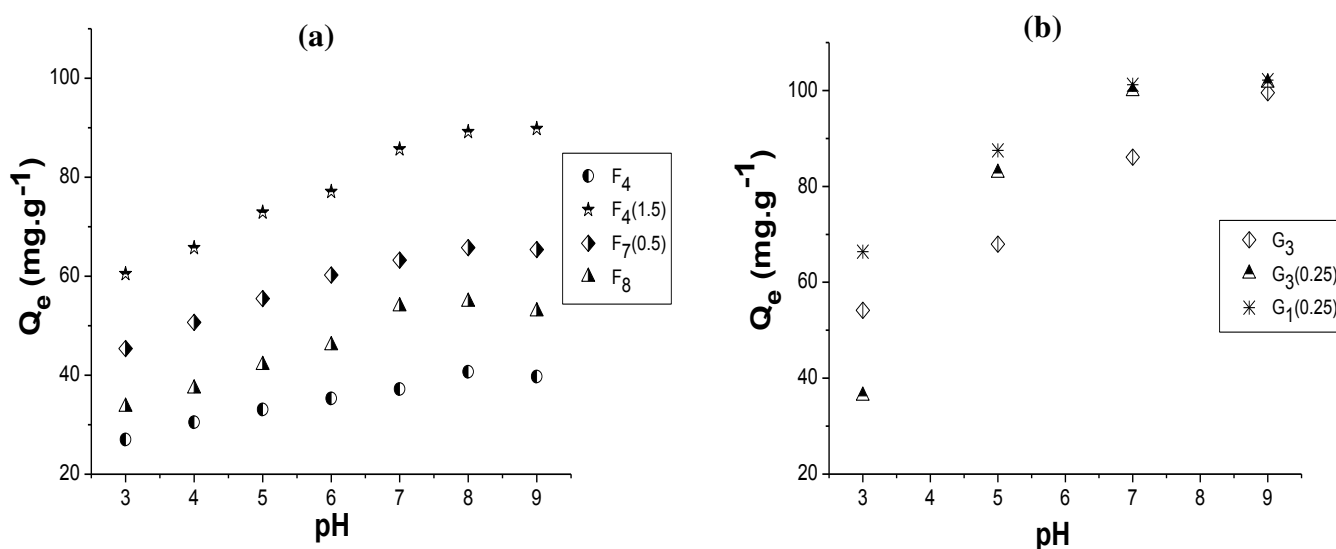 (a)
Qe (mg.g-1)
100
80
60
40
20
3 4 5 6 7 8 9
pH
F4
F4(1.5)
F7(0.5)
F8
(b)
Qe (mg.g-1)
100
80
60
40
20
3 4 5 6 7 8 9
pH
G3
G3(0.25)
G1(0.25)